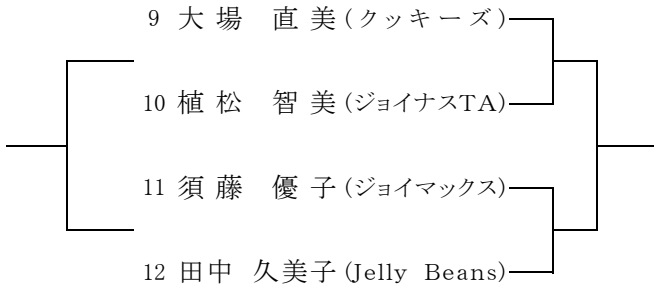 9 大場 直美(クッキーズ)
10 植松 智美(ジョイナスTA)
11 須藤 優子(ジョイマックス)
12 田中 久美子(Jelly Beans)